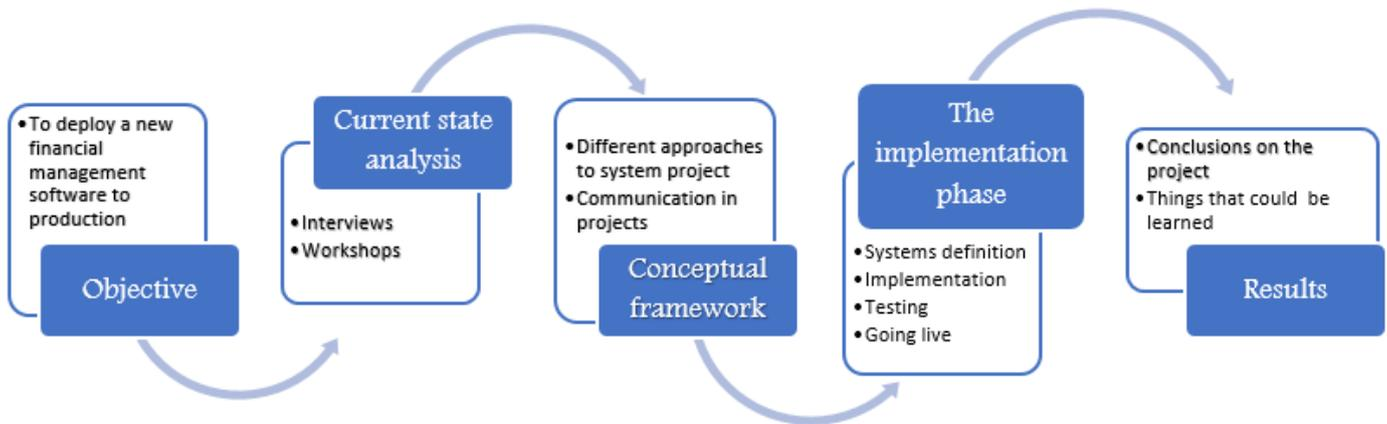 •To deploy a new
financial
management
software to
production
Objective
Current state
analysis
•Interviews
•Workshops
•Different approaches
to system project
•Communication in
projects
Conceptual
framework
The
implementation
phase
•Systems definition
•Implementation
•Testing
•Going live
•Conclusions on the
project
•Things that could be
learned
Results